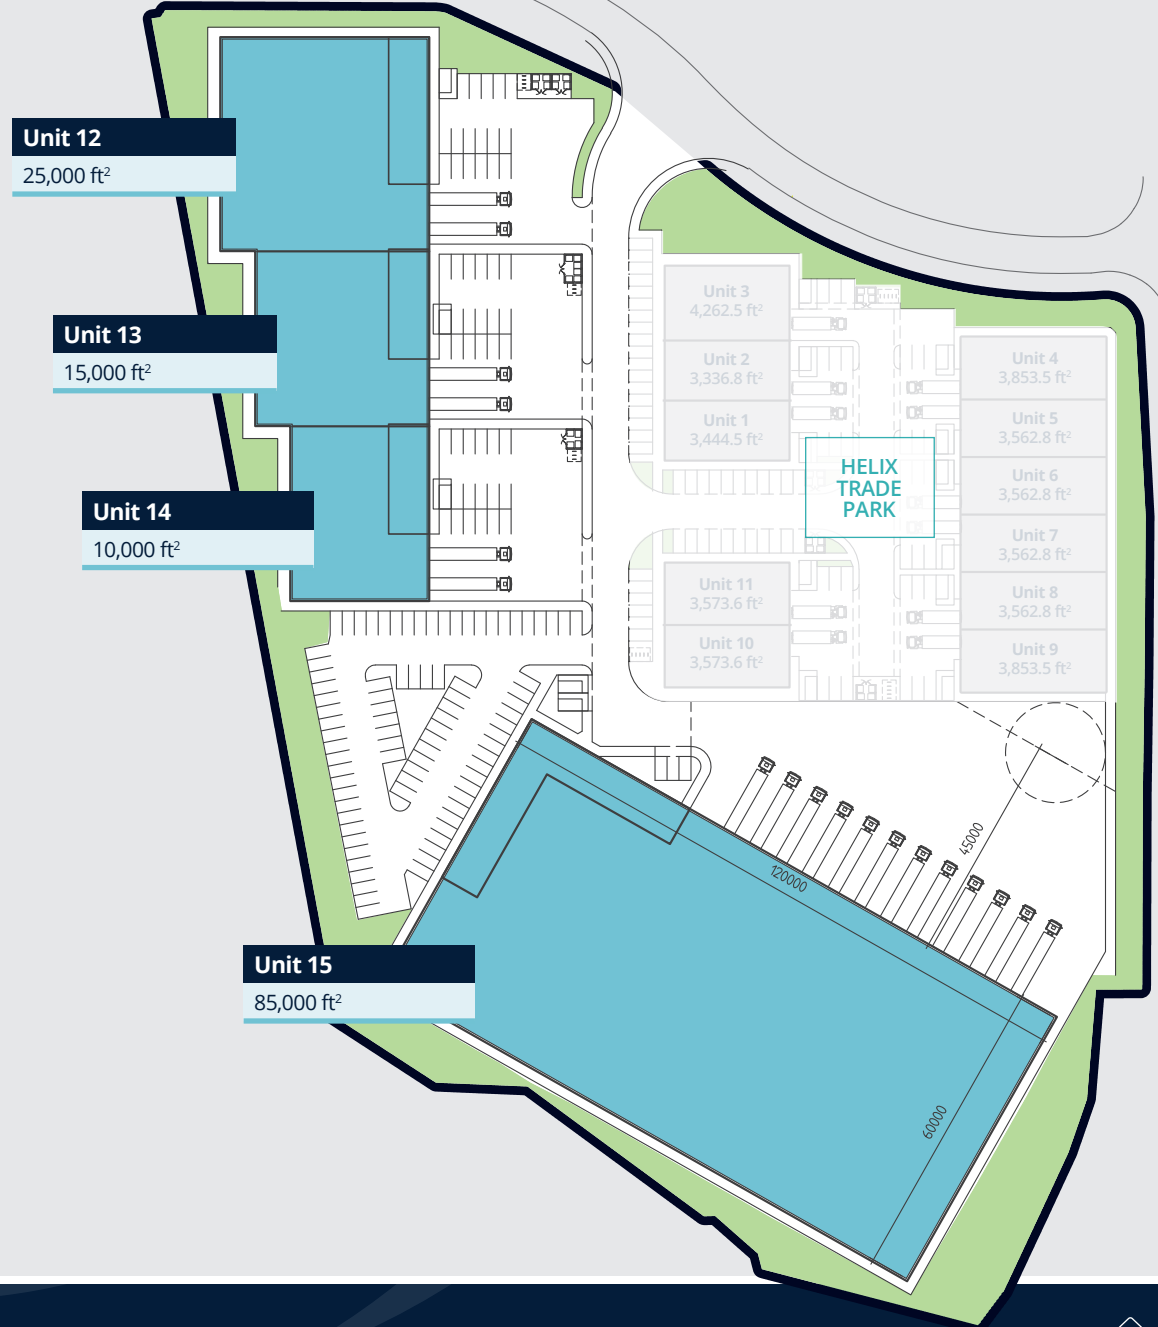 Unit 12
25,000 ft²
Unit 13
15,000 ft²
Unit 14
10,000 ft²
Unit 3
4,262.5 ft²
Unit 2
3,336.8 ft²
Unit 1
3,444.5 ft²
Unit 4
3,853.5 ft²
Unit 5
3,562.8 ft²
Unit 6
3,562.8 ft²
Unit 7
3,562.8 ft²
Unit 8
3,562.8 ft²
Unit 9
3,853.5 ft²
HELIX
TRADE
PARK
Unit 11
3,573.6 ft²
Unit 10
3,573.6 ft²
45000
120000
Unit 15
85,000 ft²
60000